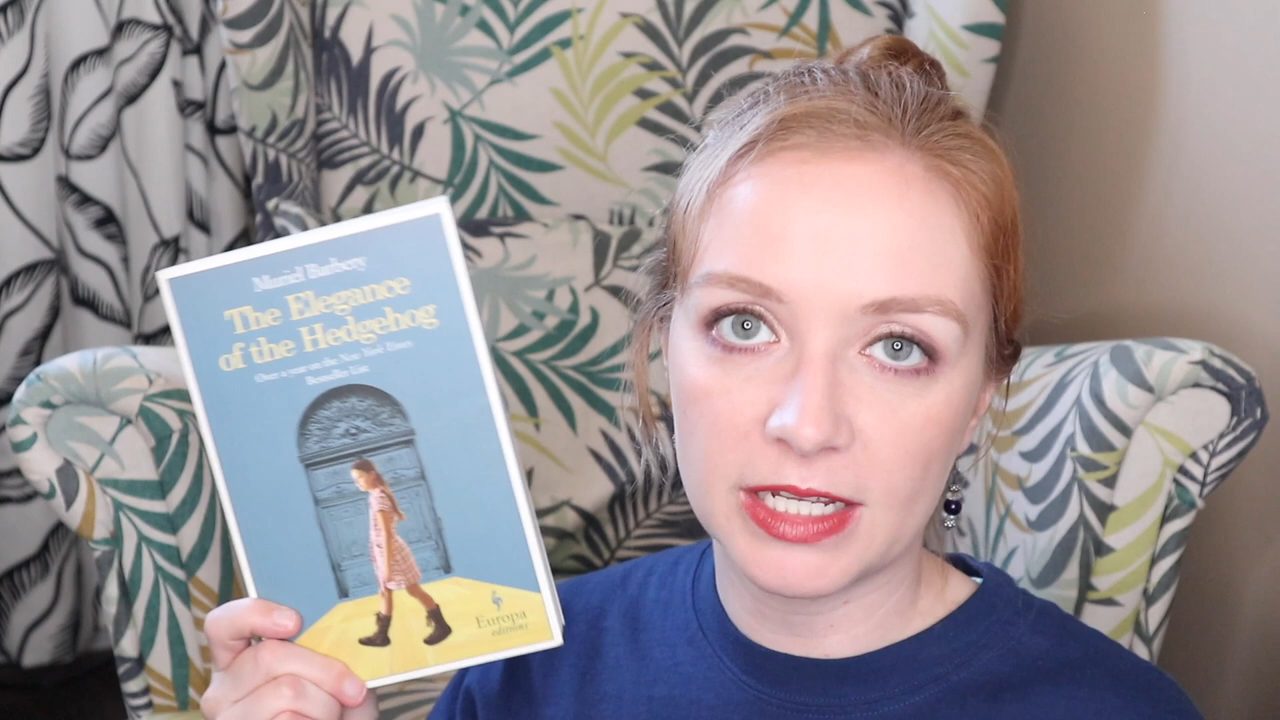 Muriel Barbery
The Elegance
of the Hedgehog
Over a year on the New York Times
Bestseller List
Europa
editions